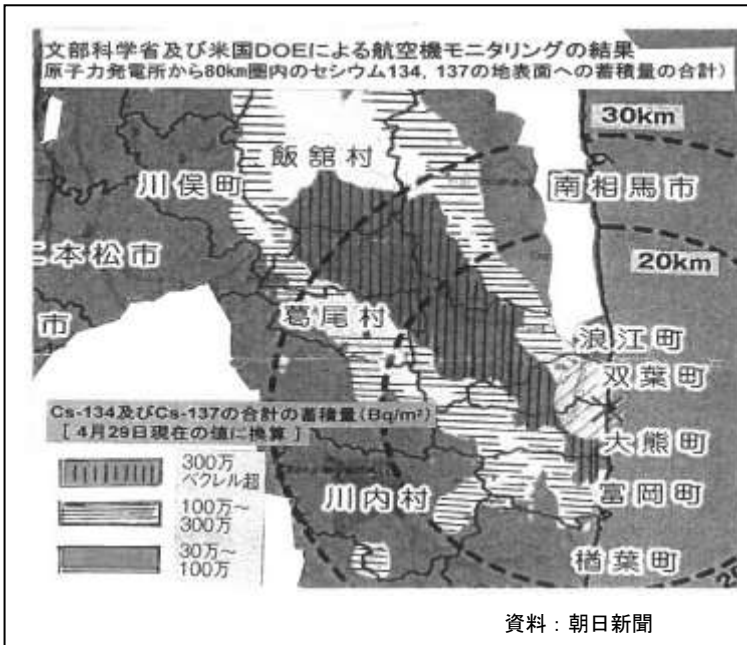 文部科学省及び米国DOEによる航空機モニタリングの結果
原子力発電所から80km圏内のセシウム134, 137の地表面への蓄積量の合計）
30km
飯舘村
川俣町
南相馬市
二本松市
20km
市
葛尾村
浪江町
双葉町
Cs-134及びCs-137の合計の蓄積量(Bq/m²)
[ 4月29日現在の値に換算 ]
大熊町
300万
ベクレル超
川内村
富岡町
100万〜
300万
30万〜
100万
楢葉町
資料：朝日新聞